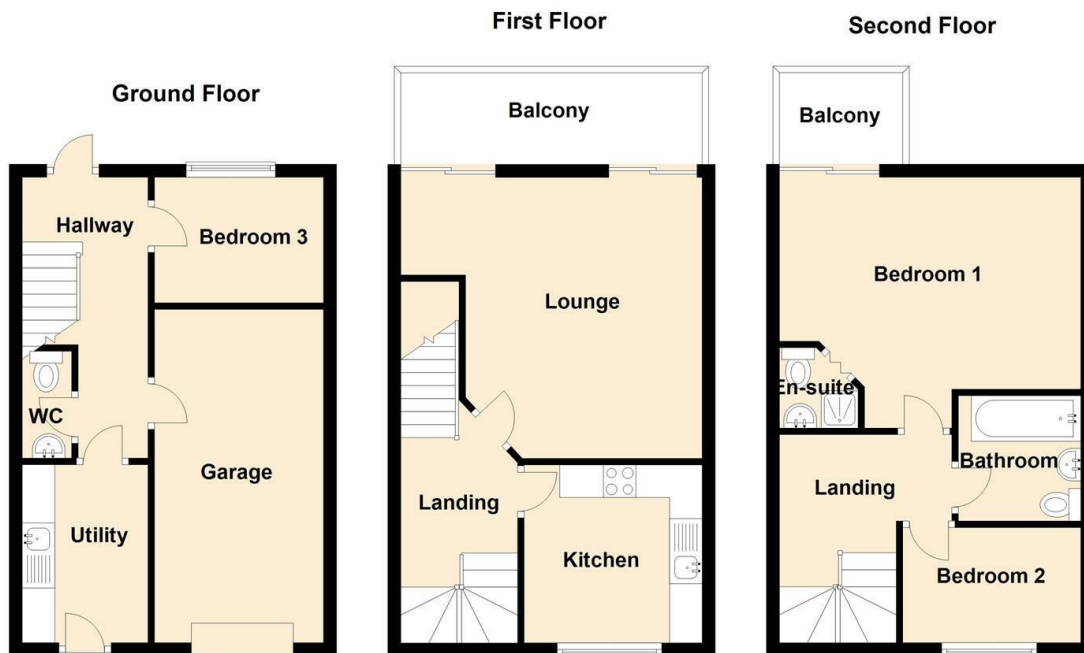 Ground Floor
Hallway
Bedroom 3
WC
Garage
Utility
First Floor
Balcony
Lounge
Landing
Kitchen
Second Floor
Balcony
Bedroom 1
En-suite
Bathroom
Landing
Bedroom 2